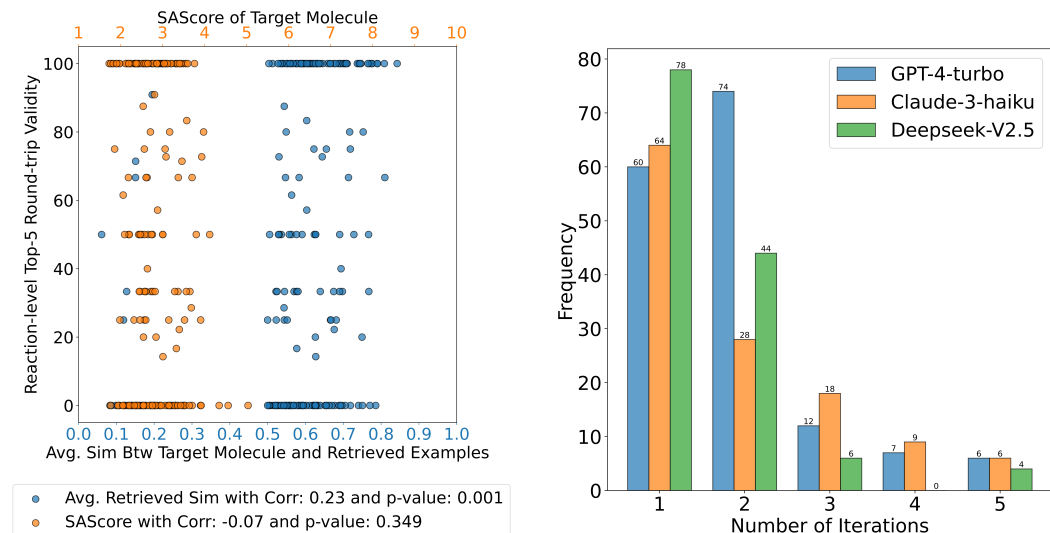 SAScore of Target Molecule
1 2 3 4 5 6 7 8 9 10
Reaction-level Top-5 Round-trip Validity
100
80
60
40
20
0
0.0 0.1 0.2 0.3 0.4 0.5 0.6 0.7 0.8 0.9 1.0
Avg. Sim Btw Target Molecule and Retrieved Examples
Avg. Retrieved Sim with Corr: 0.23 and p-value: 0.001
SAScore with Corr: -0.07 and p-value: 0.349
Frequency
80
70
60
50
40
30
20
10
0
GPT-4-turbo
Claude-3-haiku
Deepseek-V2.5
60 64 78
74 28 44
12 18 6
7 9 0
6 6 4
1 2 3 4 5
Number of Iterations